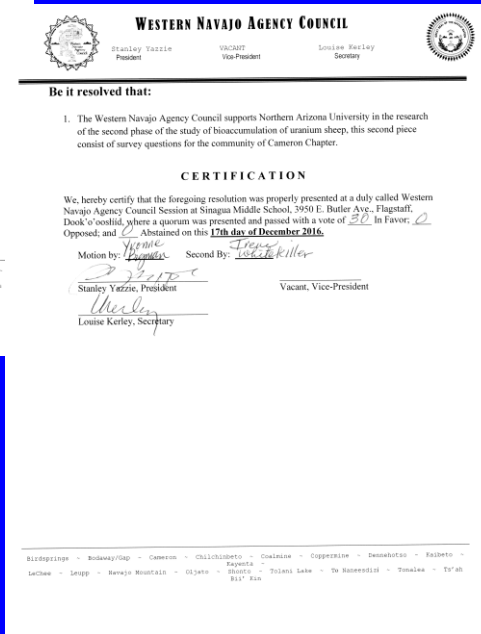 WESTERN NAVAJO AGENCY COUNCIL
Stanley Yazzie VACANT Louise Kerley
President Vice-President Secretary
Be it resolved that:
1. The Western Navajo Agency Council supports Northern Arizona University in the research
of the second phase of the study of bioaccumulation of uranium sheep, this second piece
consist of survey questions for the community of Cameron Chapter.
CERTIFICATION
We, hereby certify that the foregoing resolution was properly presented at a duly called Western
Navajo Agency Council Session at Sinagua Middle School, 3950 E. Butler Ave., Flagstaff,
Dook'o'oosłiíd, where a quorum was presented and passed with a vote of 30 In Favor; 0
Opposed; and 0 Abstained on this 17th day of December 2016.
Motion by: Yvonne Second By: Irene Whitekiller
Stanley Yazzie, President Vacant, Vice-President
Louise Kerley, Secretary
Birdsprings ~ Bodaway/Gap ~ Cameron ~ Chilchinbeto ~ Coalmine ~ Coppermine ~ Dennehotso ~ Kaibeto ~
Kayenta ~
LeChee ~ Leupp ~ Navajo Mountain ~ Oljato ~ Shonto ~ Tolani Lake ~ To Naneesdizi ~ Tonalea ~ Ts'ah
Bii' Kin